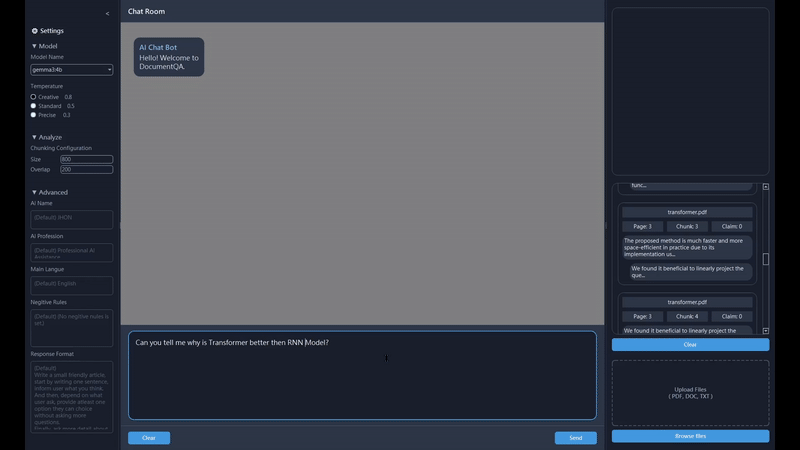 <
Chat Room
Settings
▼ Model
Model Name
gemma3:4b
Temperature
Creative 0.8
Standard 0.5
Precise 0.3
▼ Analyze
Chunking Configuration
Size 800
Overlap 200
▼ Advanced
AI Name
(Default) JHON
AI Profession
(Default) Professional AI
Assistance
Main Langue
(Default) English
Negitive Rules
(Default) (No negitive rules is
set)
Response Format
(Default)
Write a small friendly article,
start by writing one sentence,
inform user what you think.
And then, depend on what
user ask, provide atleast one
option they can choose
without asking more
questions.
AI Chat Bot
Hello! Welcome to
DocumentQA.
Can you tell me why is Transformer better then RNN Model?
Clear
Send
func...
transformer.pdf
Page: 3
Chunk: 3
Claim: 0
The proposed method is much faster and more
space-efficient in practice due to its
implementation us...
We found it beneficial to linearly project the
que...
transformer.pdf
Page: 3
Chunk: 4
Claim: 0
We found it beneficial to linearly project the
Clear
Upload Files
( PDF, DOC, TXT )
Browse files